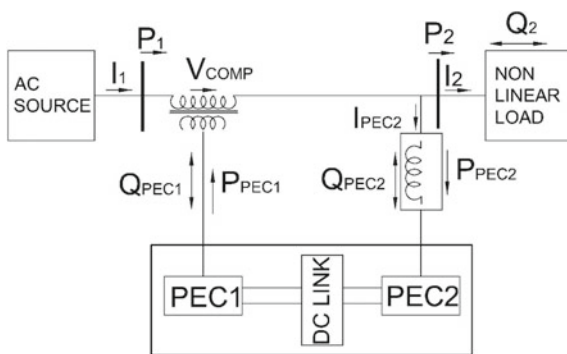 P1
P2
Q2
I1
VCOMP
I2
AC
SOURCE
NON
LINEAR
LOAD
IPEC2
QPEC1
PPEC1
QPEC2
PPEC2
PEC1
DC LINK
PEC2